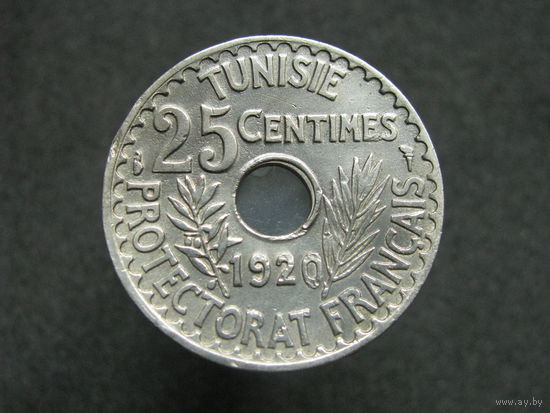 TUNISIE
25 CENTIMES
1920
PROTECTORAT FRANÇAIS
www.ay.by